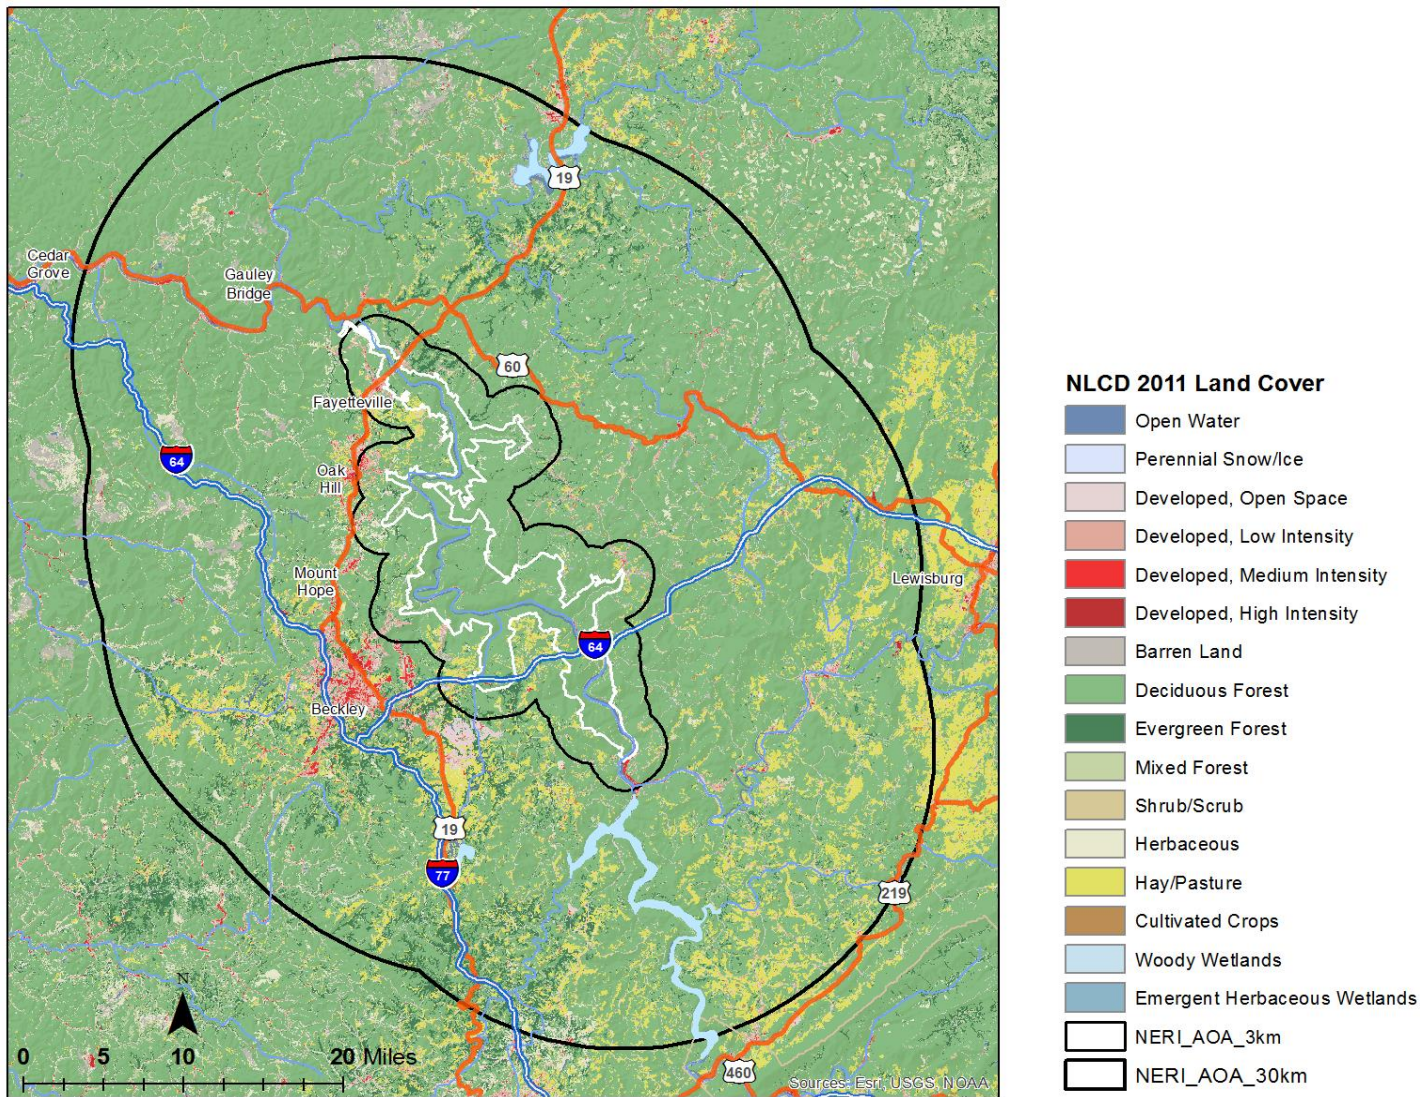 19
Cedar
Grove
Gauley
Bridge
60
Fayetteville
64
Oak
Hill
Mount
Hope
Lewisburg
64
Beckley
19
77
219
N
0 5 10 20 Miles
460
Sources: Esri, USGS, NOAA
NLCD 2011 Land Cover
Open Water
Perennial Snow/Ice
Developed, Open Space
Developed, Low Intensity
Developed, Medium Intensity
Developed, High Intensity
Barren Land
Deciduous Forest
Evergreen Forest
Mixed Forest
Shrub/Scrub
Herbaceous
Hay/Pasture
Cultivated Crops
Woody Wetlands
Emergent Herbaceous Wetlands
NERI_AOA_3km
NERI_AOA_30km